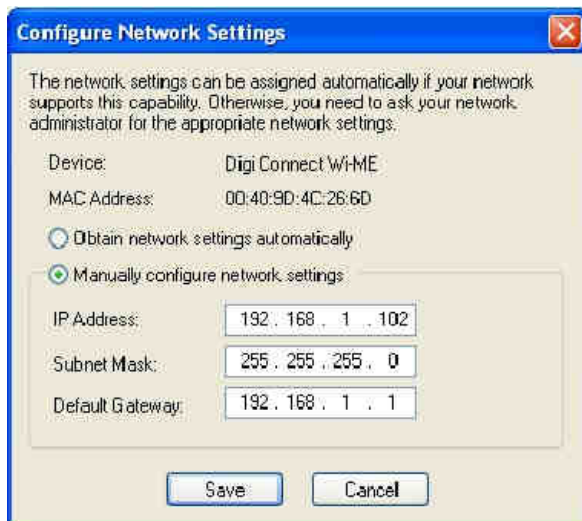 Configure Network Settings
The network settings can be assigned automatically if your network
supports this capability. Otherwise, you need to ask your network
administrator for the appropriate network settings.
Device: Digi Connect Wi-ME
MAC Address: 00:40:9D:4C:26:6D
Obtain network settings automatically
Manually configure network settings
IP Address: 192 . 168 . 1 . 102
Subnet Mask: 255 . 255 . 255 . 0
Default Gateway: 192 . 168 . 1 . 1
Save Cancel